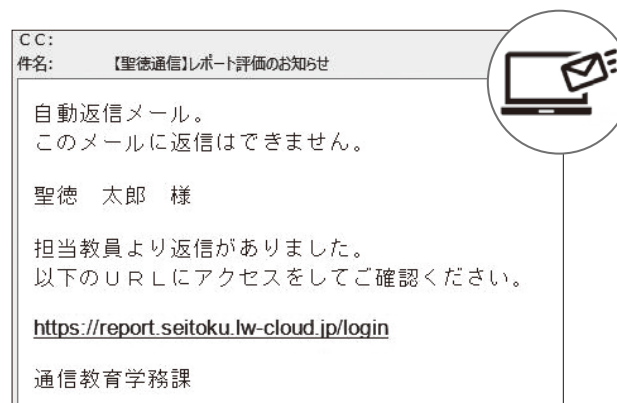 CC:
件名: 【聖徳通信】レポート評価のお知らせ
自動返信メール。
このメールに返信はできません。
聖徳　太郎　様
担当教員より返信がありました。
以下のＵＲＬにアクセスをしてご確認ください。
https://report.seitoku.lw-cloud.jp/login
通信教育学務課